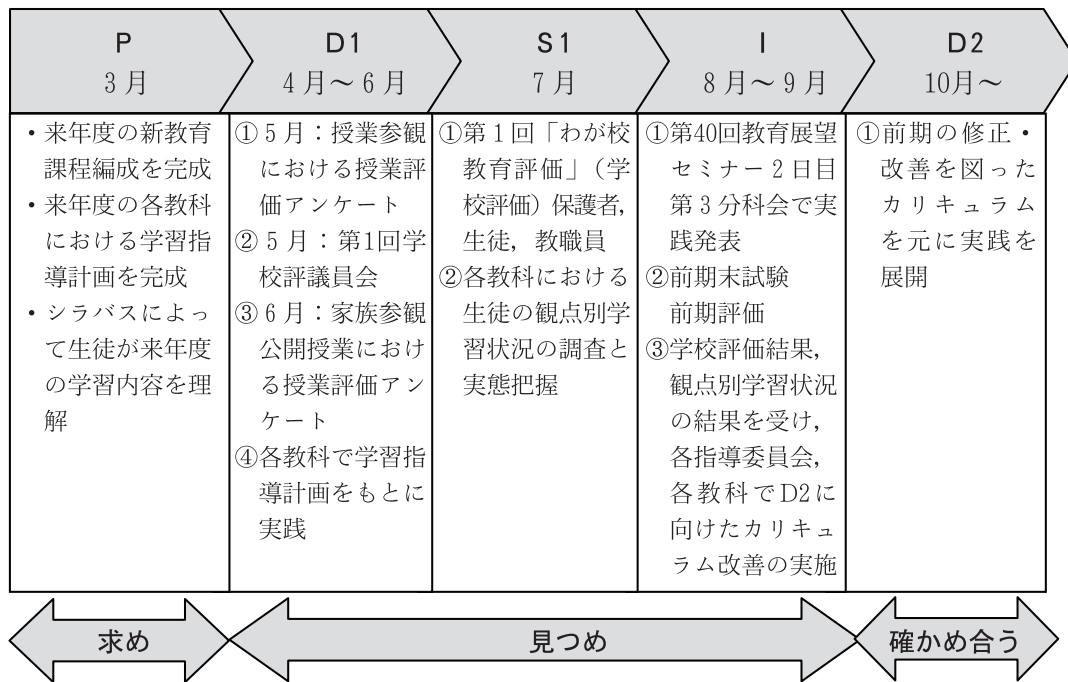 P
3月
D1
4月～6月
S1
7月
I
8月～9月
D2
10月～
・来年度の新教育
課程編成を完成
・来年度の各教科
における学習指
導計画を完成
・シラバスによっ
て生徒が来年度
の学習内容を理
解
①5月：授業参観
における授業評
価アンケート
②5月：第1回学
校評議員会
③6月：家族参観
公開授業におけ
る授業評価アン
ケート
④各教科で学習指
導計画をもとに
実践
①第1回「わが校
教育評価」（学
校評価）保護者，
生徒，教職員
②各教科における
生徒の観点別学
習状況の調査と
実態把握
①第40回教育展望
セミナー2日目
第3分科会で実
践発表
②前期末試験
前期評価
③学校評価結果，
観点別学習状況
の結果を受け，
各指導委員会，
各教科でD2に
向けたカリキュ
ラム改善の実施
①前期の修正・
改善を図った
カリキュラム
を元に実践を
展開
求め
見つめ
確かめ合う